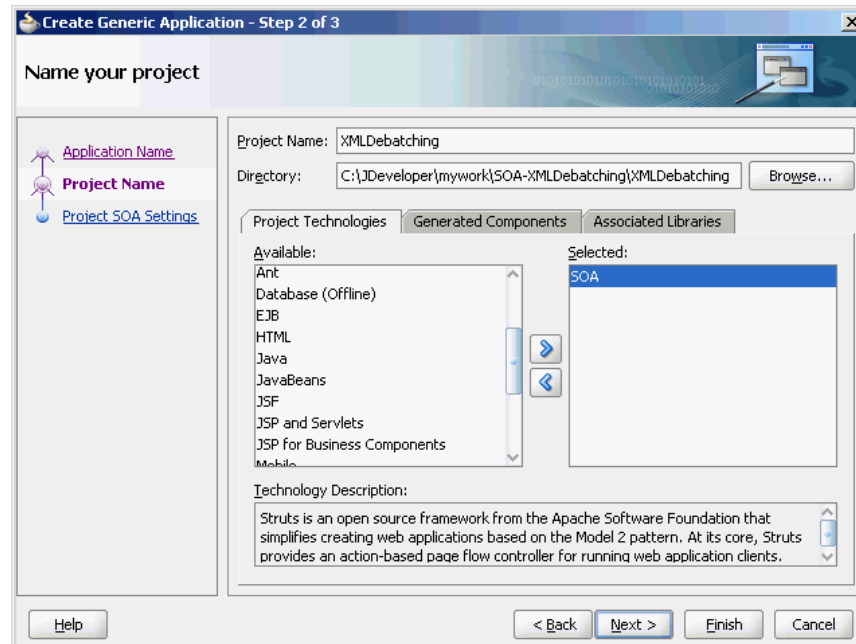 Create Generic Application - Step 2 of 3
Name your project
Application Name
Project Name
Project SOA Settings
Project Name: XMLDebatching
Directory: C:\JDeveloper\mywork\SOA-XMLDebatching\XMLDebatching Browse...
Project Technologies Generated Components Associated Libraries
Available: Selected:
Ant SOA
Database (Offline)
EJB
HTML
Java
JavaBeans
JSF
JSP and Servlets
JSP for Business Components
Mobile
Technology Description:
Struts is an open source framework from the Apache Software Foundation that
simplifies creating web applications based on the Model 2 pattern. At its core, Struts
provides an action-based page flow controller for running web application clients.
Help < Back Next > Finish Cancel